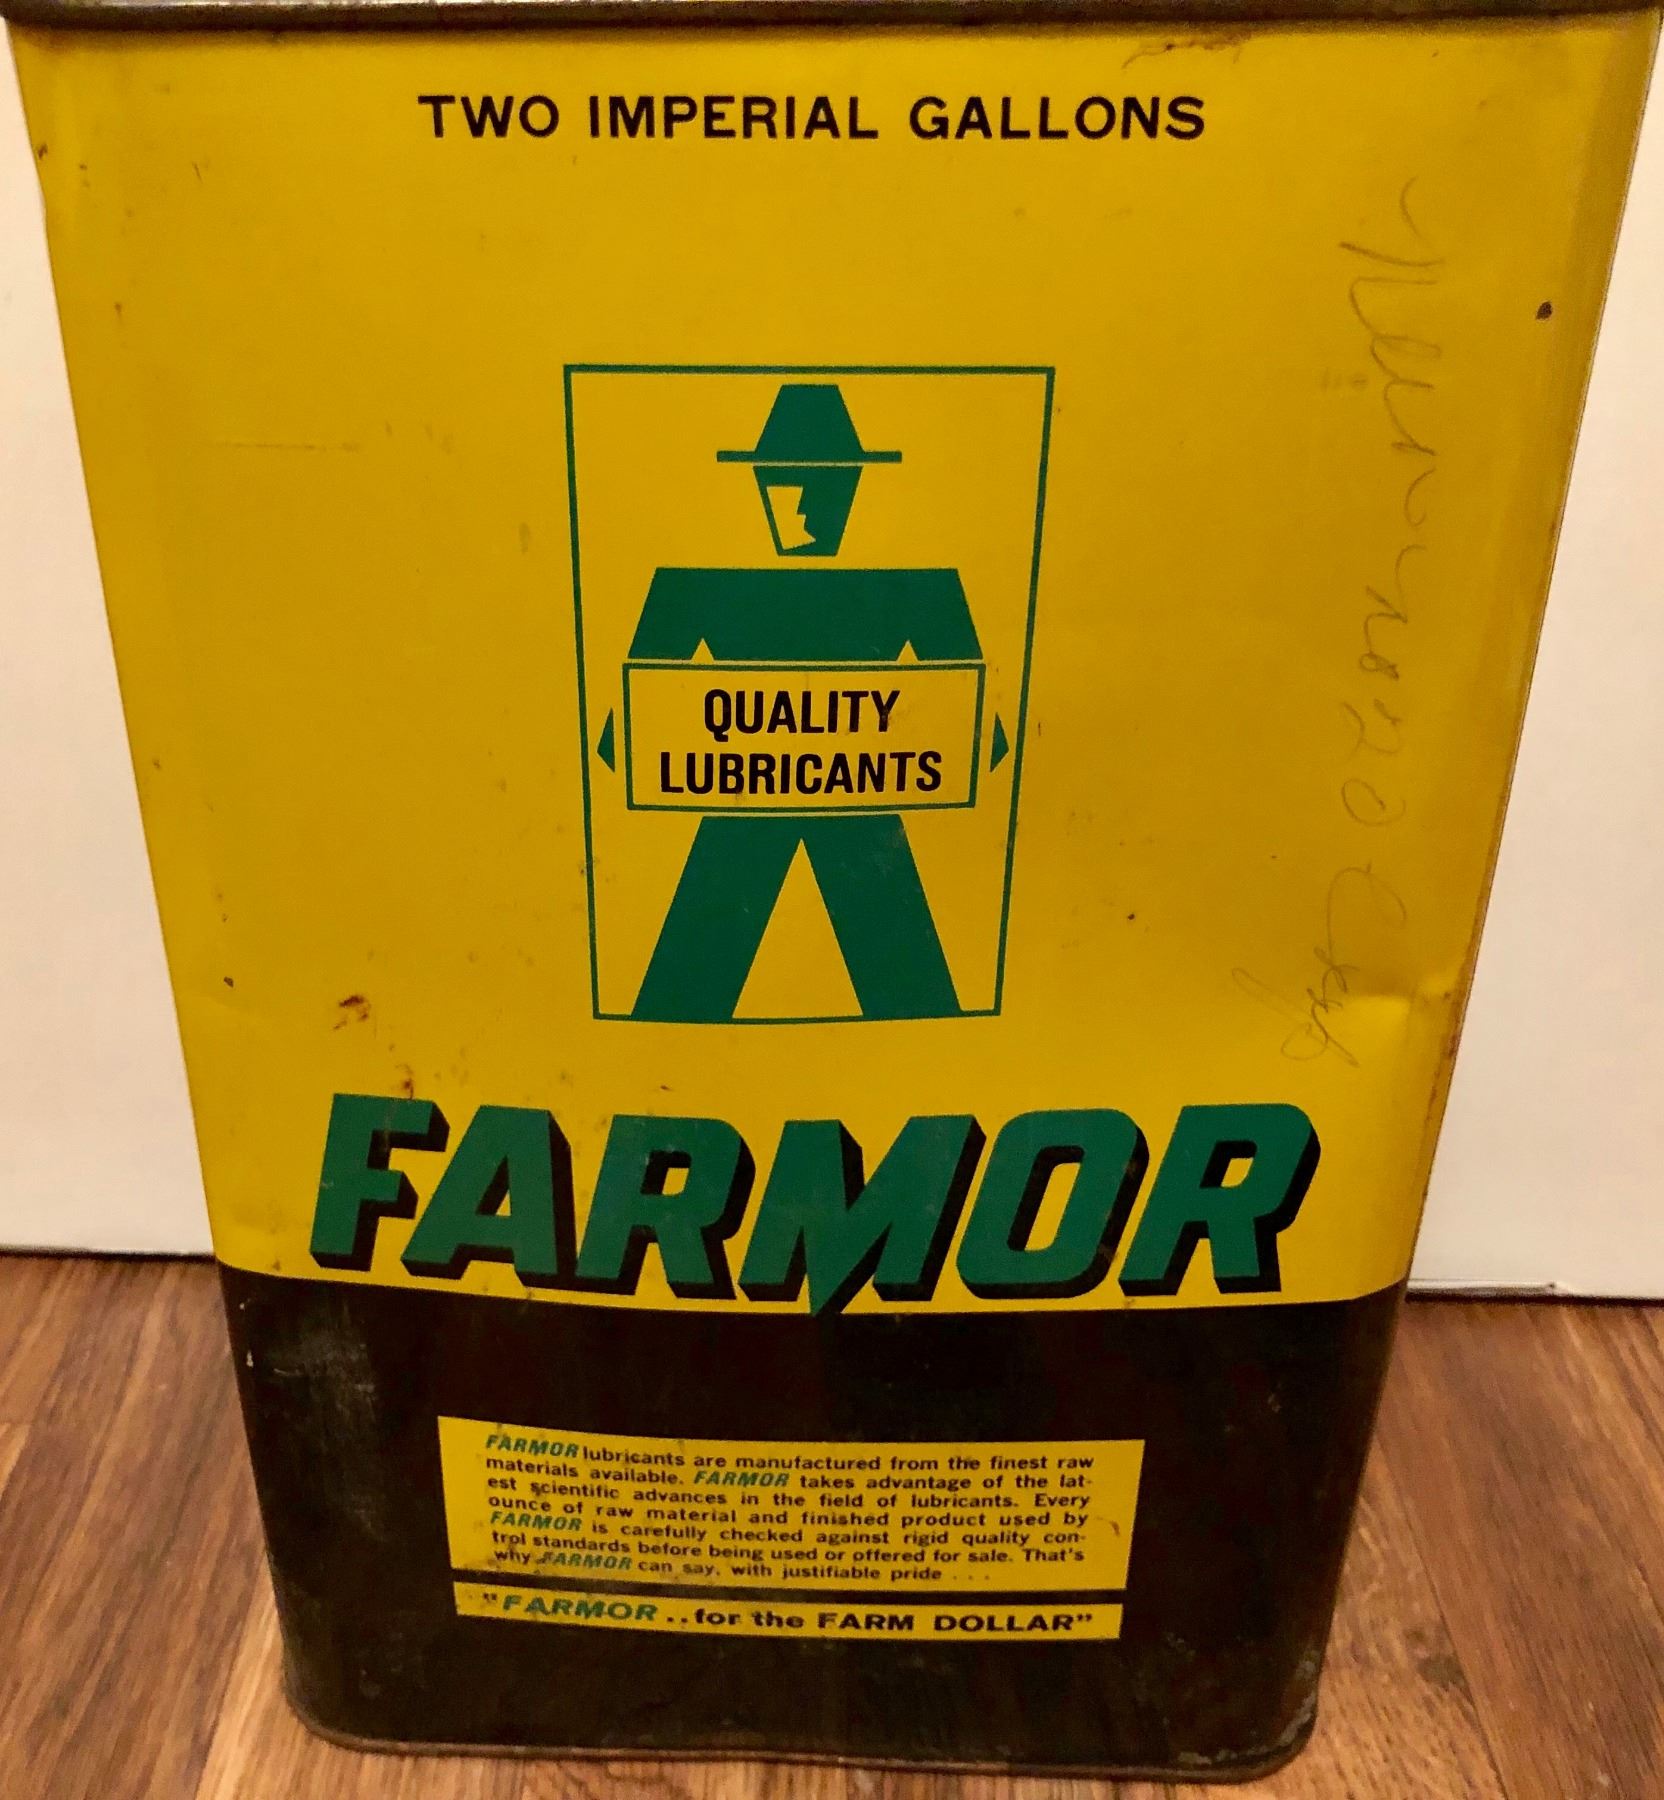 TWO IMPERIAL GALLONS
QUALITY
LUBRICANTS
FARMOR
FARMOR lubricants are manufactured from the finest raw
materials available. FARMOR takes advantage of the lat-
est scientific advances in the field of lubricants. Every
ounce of raw material and finished product used by
FARMOR is carefully checked against rigid quality con-
trol standards before being used or offered for sale. That's
why FARMOR can say, with justifiable pride . . .
"FARMOR . . for the FARM DOLLAR"